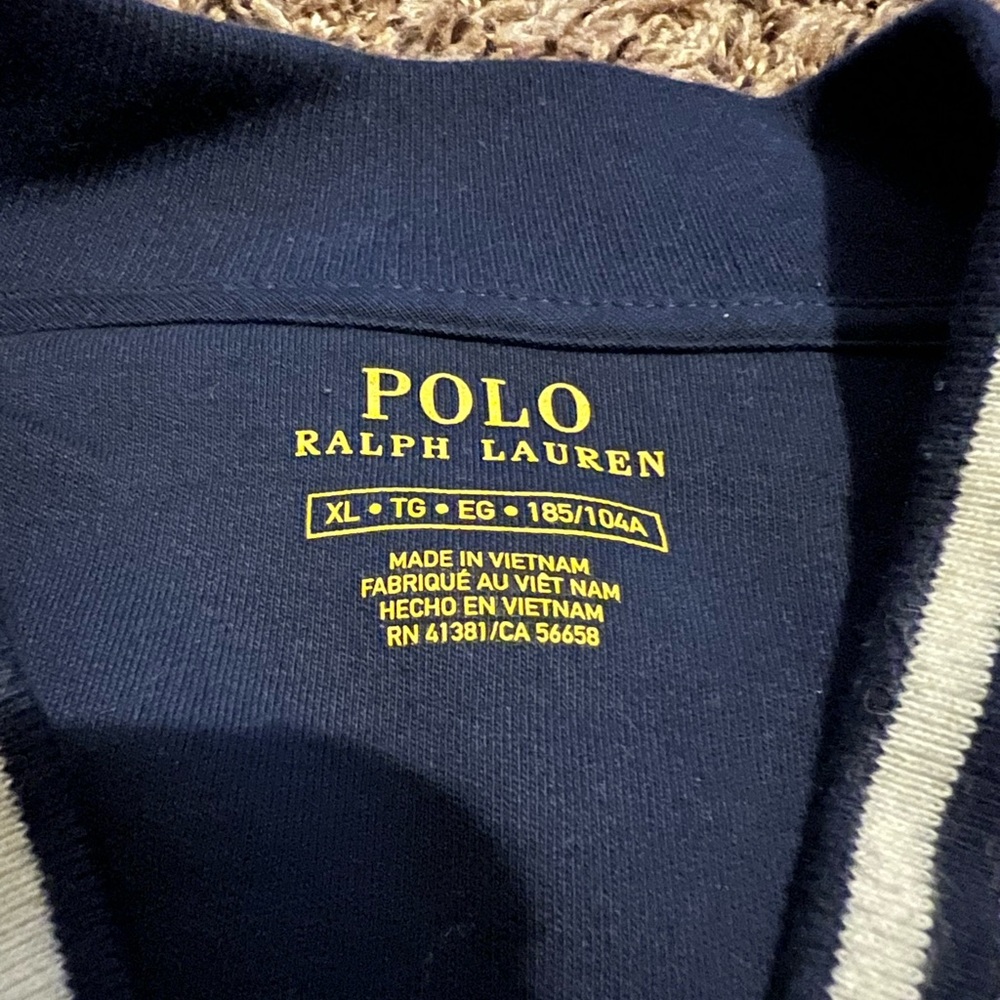 POLO
RALPH LAUREN
XL • TG • EG • 185/104A
MADE IN VIETNAM
FABRIQUÉ AU VIÊT NAM
HECHO EN VIETNAM
RN 41381/CA 56658